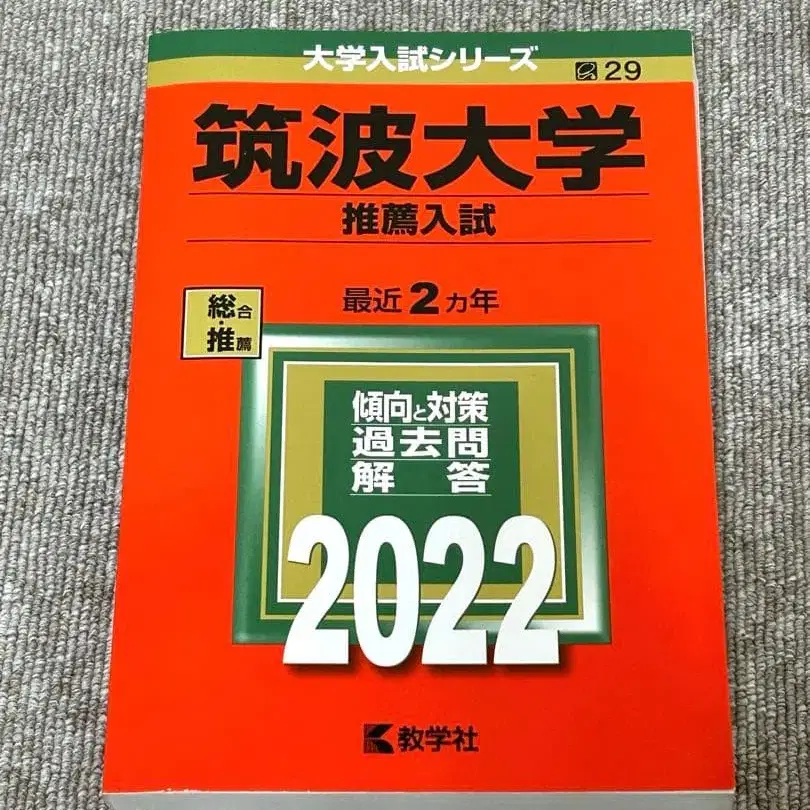 大学入試シリーズ
29
筑波大学
推薦入試
最近2カ年
総合・
推薦
傾向と対策
過去問
解答
2022
教学社